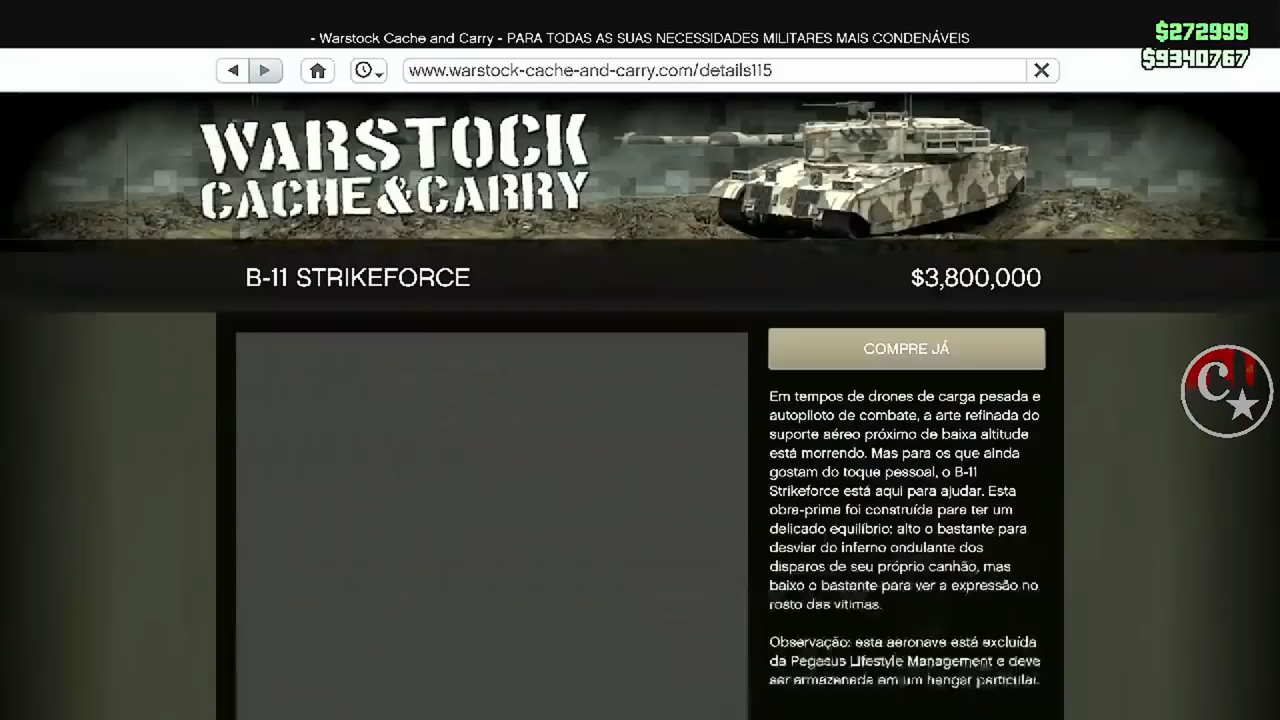 - Warstock Cache and Carry - PARA TODAS AS SUAS NECESSIDADES MILITARES MAIS CONDENÁVEIS
$272999
$9340767
www.warstock-cache-and-carry.com/details115
WARSTOCK
CACHE&CARRY
B-11 STRIKEFORCE
$3,800,000
COMPRE JÁ
Em tempos de drones de carga pesada e
autopiloto de combate, a arte refinada do
suporte aéreo próximo de baixa altitude
está morrendo. Mas para os que ainda
gostam do toque pessoal, o B-11
Strikeforce está aqui para ajudar. Esta
obra-prima foi construída para ter um
delicado equilíbrio: alto o bastante para
desviar do inferno ondulante dos
disparos de seu próprio canhão, mas
baixo o bastante para ver a expressão no
rosto das vítimas.
Observação: esta aeronave está excluída
da Pegasus Lifestyle Management e deve
ser armazenada em um hangar particular.
C